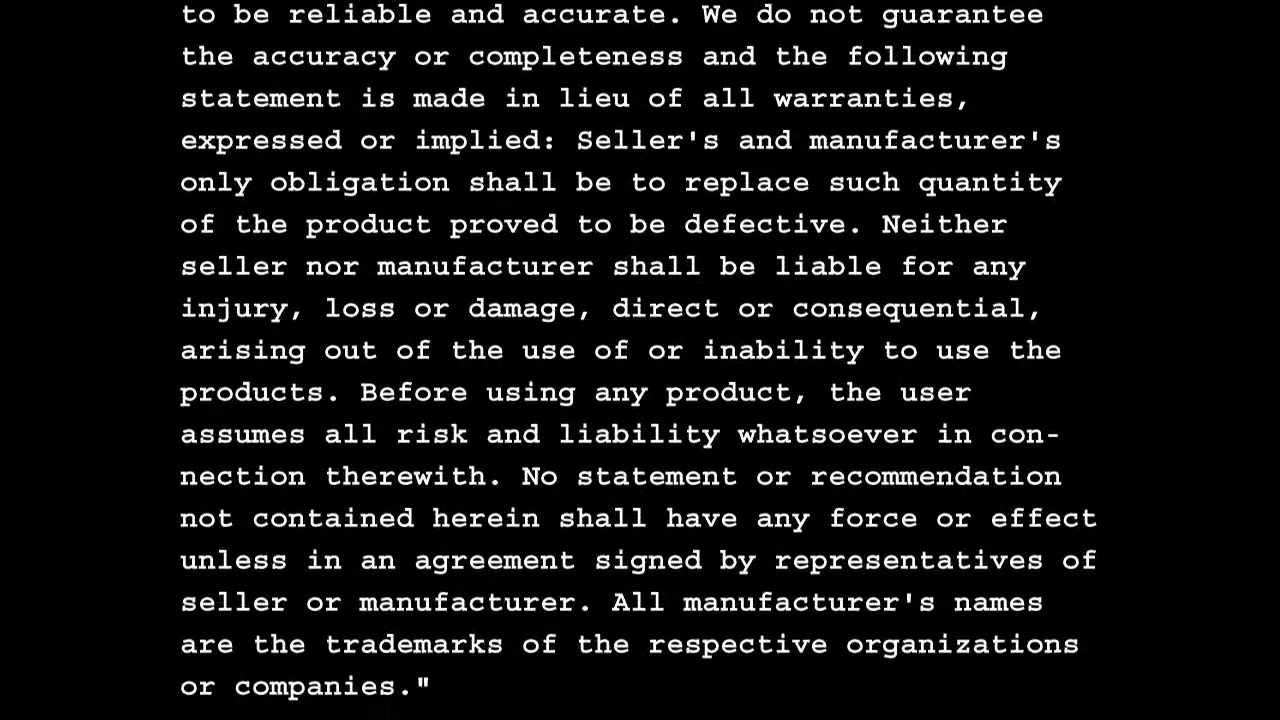 to be reliable and accurate. We do not guarantee
the accuracy or completeness and the following
statement is made in lieu of all warranties,
expressed or implied: Seller's and manufacturer's
only obligation shall be to replace such quantity
of the product proved to be defective. Neither
seller nor manufacturer shall be liable for any
injury, loss or damage, direct or consequential,
arising out of the use of or inability to use the
products. Before using any product, the user
assumes all risk and liability whatsoever in con-
nection therewith. No statement or recommendation
not contained herein shall have any force or effect
unless in an agreement signed by representatives of
seller or manufacturer. All manufacturer's names
are the trademarks of the respective organizations
or companies."